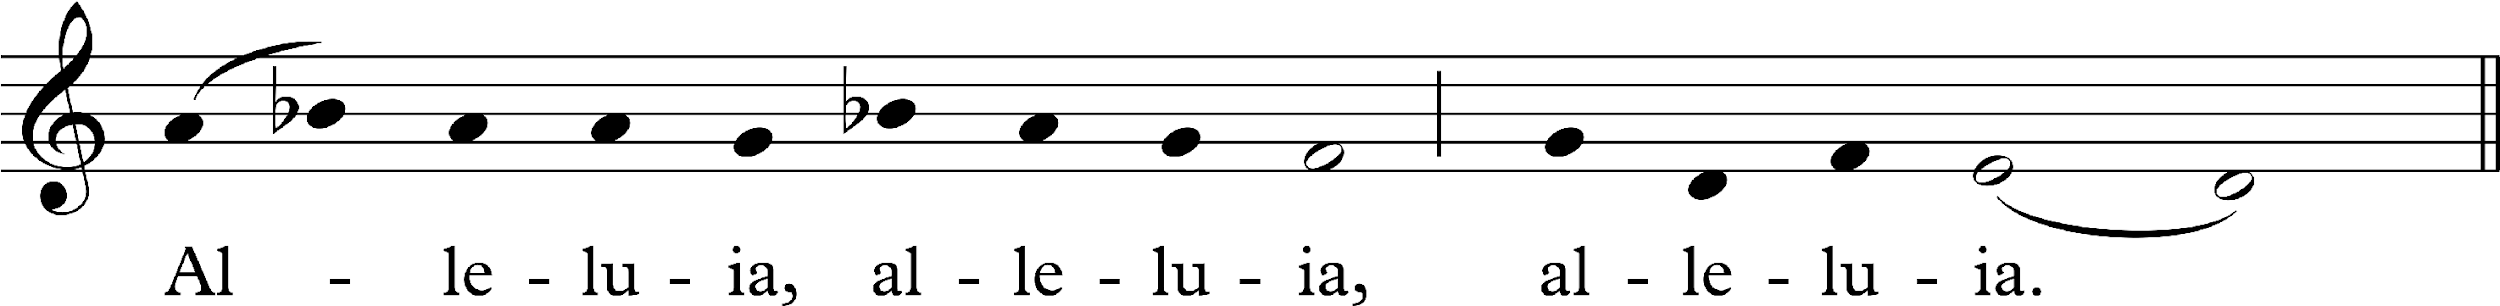 Al - le - lu - ia, al - le - lu - ia, al - le - lu - ia.